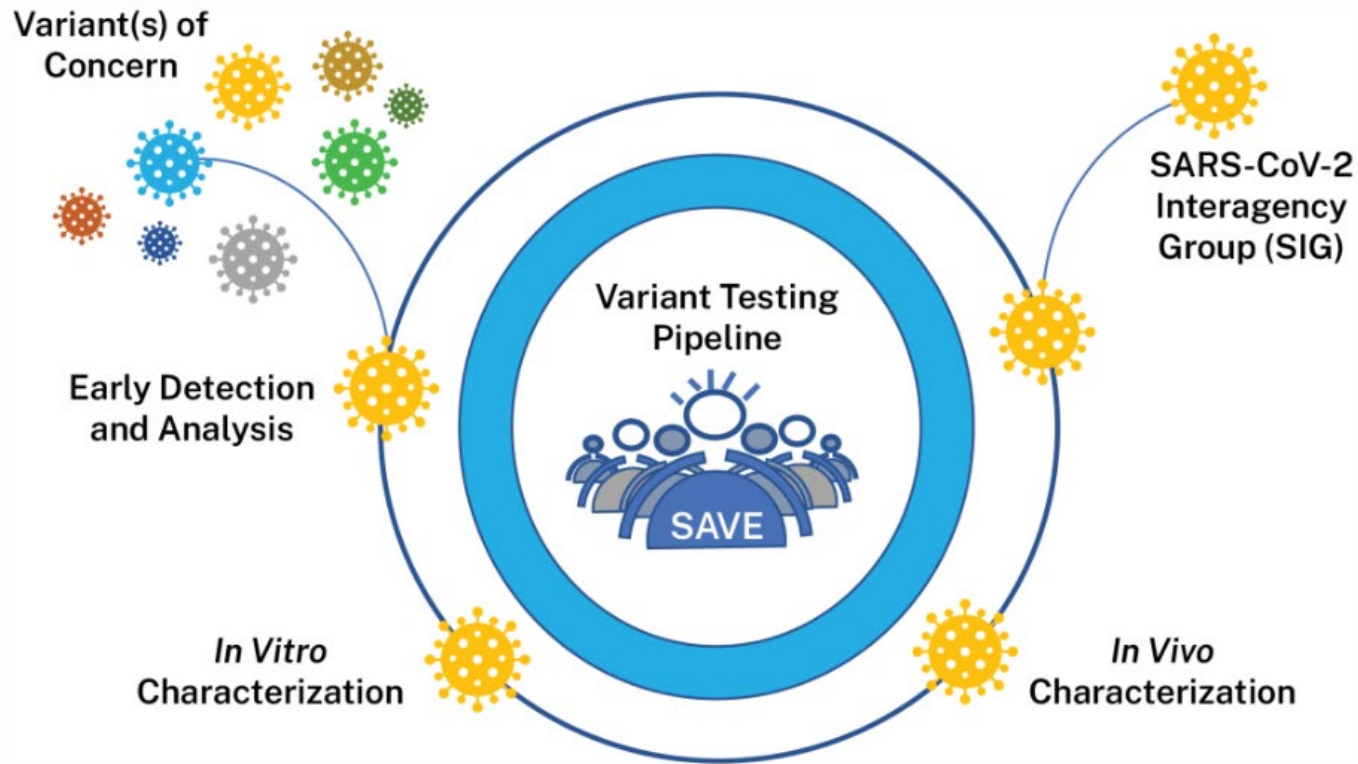 Variant(s) of
Concern
SARS-CoV-2
Interagency
Group (SIG)
Variant Testing
Pipeline
Early Detection
and Analysis
SAVE
In Vitro
Characterization
In Vivo
Characterization